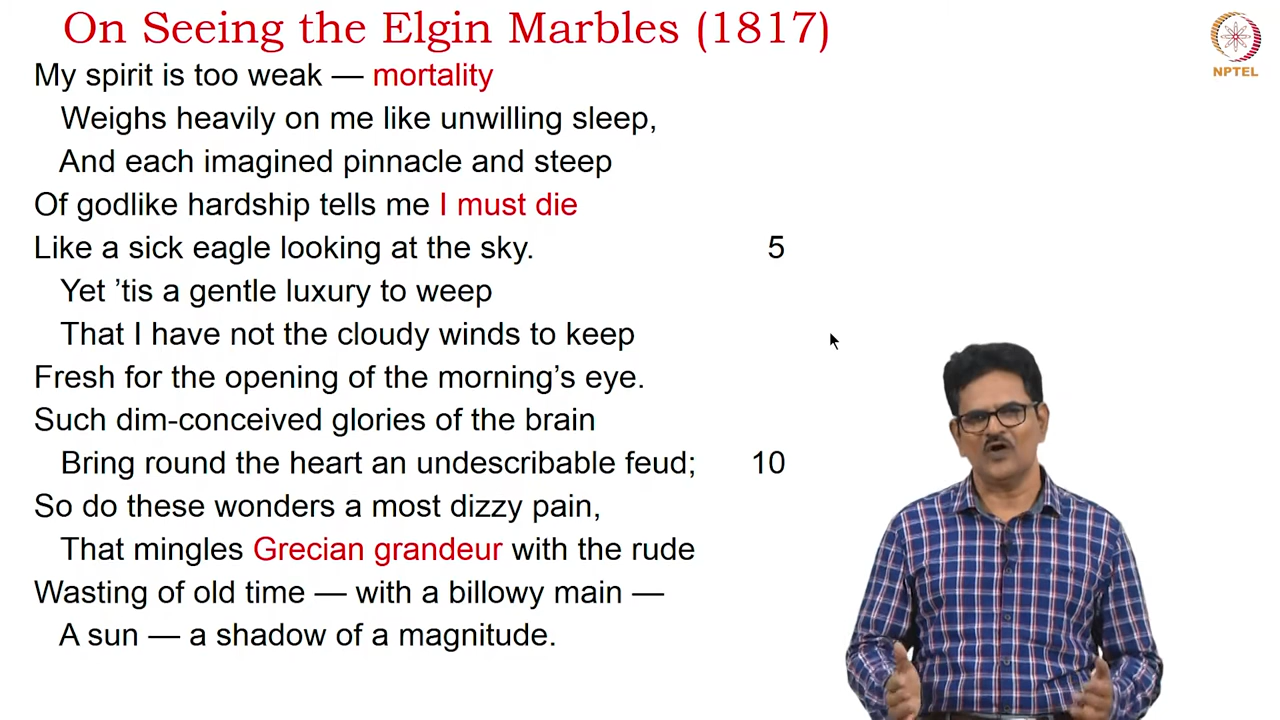 On Seeing the Elgin Marbles (1817)
NPTEL
My spirit is too weak — mortality
Weighs heavily on me like unwilling sleep,
And each imagined pinnacle and steep
Of godlike hardship tells me I must die
Like a sick eagle looking at the sky. 5
Yet ’tis a gentle luxury to weep
That I have not the cloudy winds to keep
Fresh for the opening of the morning’s eye.
Such dim-conceived glories of the brain
Bring round the heart an undescribable feud; 10
So do these wonders a most dizzy pain,
That mingles Grecian grandeur with the rude
Wasting of old time — with a billowy main —
A sun — a shadow of a magnitude.